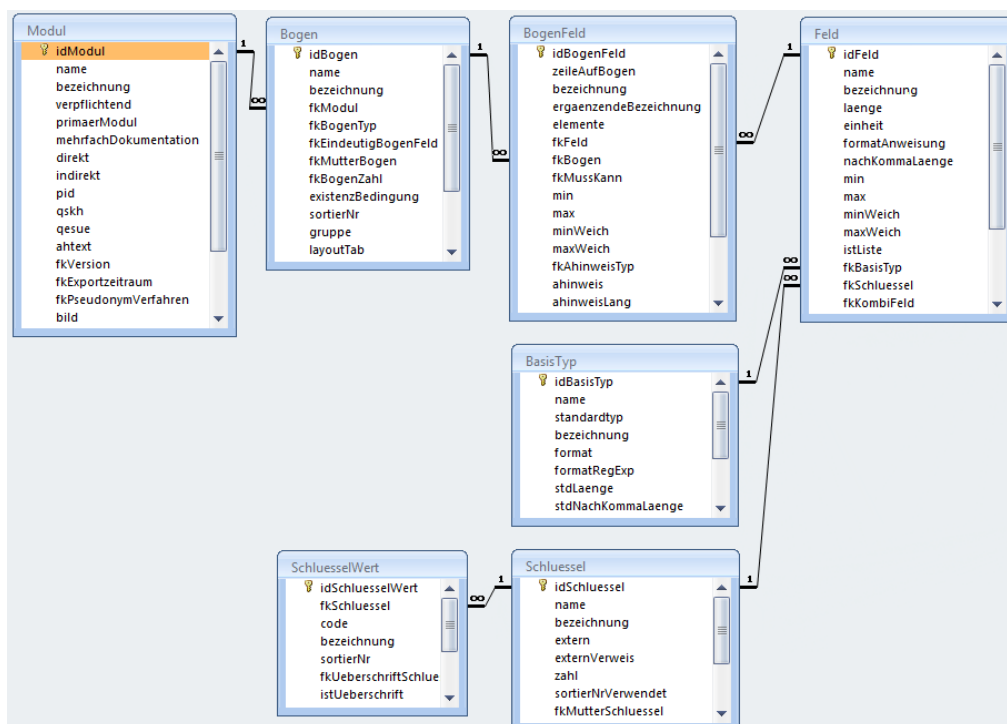 Modul
idModul
name
bezeichnung
verpflichtend
primaerModul
mehrfachDokumentation
direkt
indirekt
pid
qskh
qesue
ahtext
fkVersion
fkExportzeitraum
fkPseudonymVerfahren
bild
1
∞
Bogen
idBogen
name
bezeichnung
fkModul
fkBogenTyp
fkEindeutigBogenFeld
fkMutterBogen
fkBogenZahl
existenzBedingung
sortierNr
gruppe
layoutTab
1
∞
BogenFeld
idBogenFeld
zeileAufBogen
bezeichnung
ergaenzendeBezeichnung
elemente
fkFeld
fkBogen
fkMussKann
min
max
minWeich
maxWeich
fkAhinweisTyp
ahinweis
ahinweisLang
1
∞
Feld
idFeld
name
bezeichnung
laenge
einheit
formatAnweisung
nachKommaLaenge
min
max
minWeich
maxWeich
istListe
fkBasisTyp
fkSchluessel
fkKombiFeld
∞
∞
BasisTyp
idBasisTyp
name
standardtyp
bezeichnung
format
formatRegExp
stdLaenge
stdNachKommaLaenge
1
SchluesselWert
idSchluesselWert
fkSchluessel
code
bezeichnung
sortierNr
fkUeberschriftSchlue
istUeberschrift
∞
1
Schluessel
idSchluessel
name
bezeichnung
extern
externVerweis
zahl
sortierNrVerwendet
fkMutterSchluessel
1